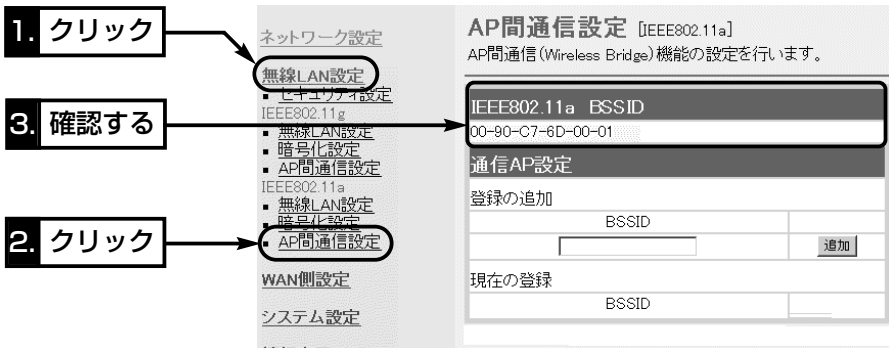 1. クリック
3. 確認する
2. クリック
ネットワーク設定
無線LAN設定
セキュリティ設定
IEEE802.11g
無線LAN設定
暗号化設定
AP間通信設定
IEEE802.11a
無線LAN設定
暗号化設定
AP間通信設定
WAN側設定
システム設定
AP間通信設定 [IEEE802.11a]
AP間通信(Wireless Bridge)機能の設定を行います。
IEEE802.11a BSSID
00-90-C7-6D-00-01
通信AP設定
登録の追加
BSSID
追加
現在の登録
BSSID